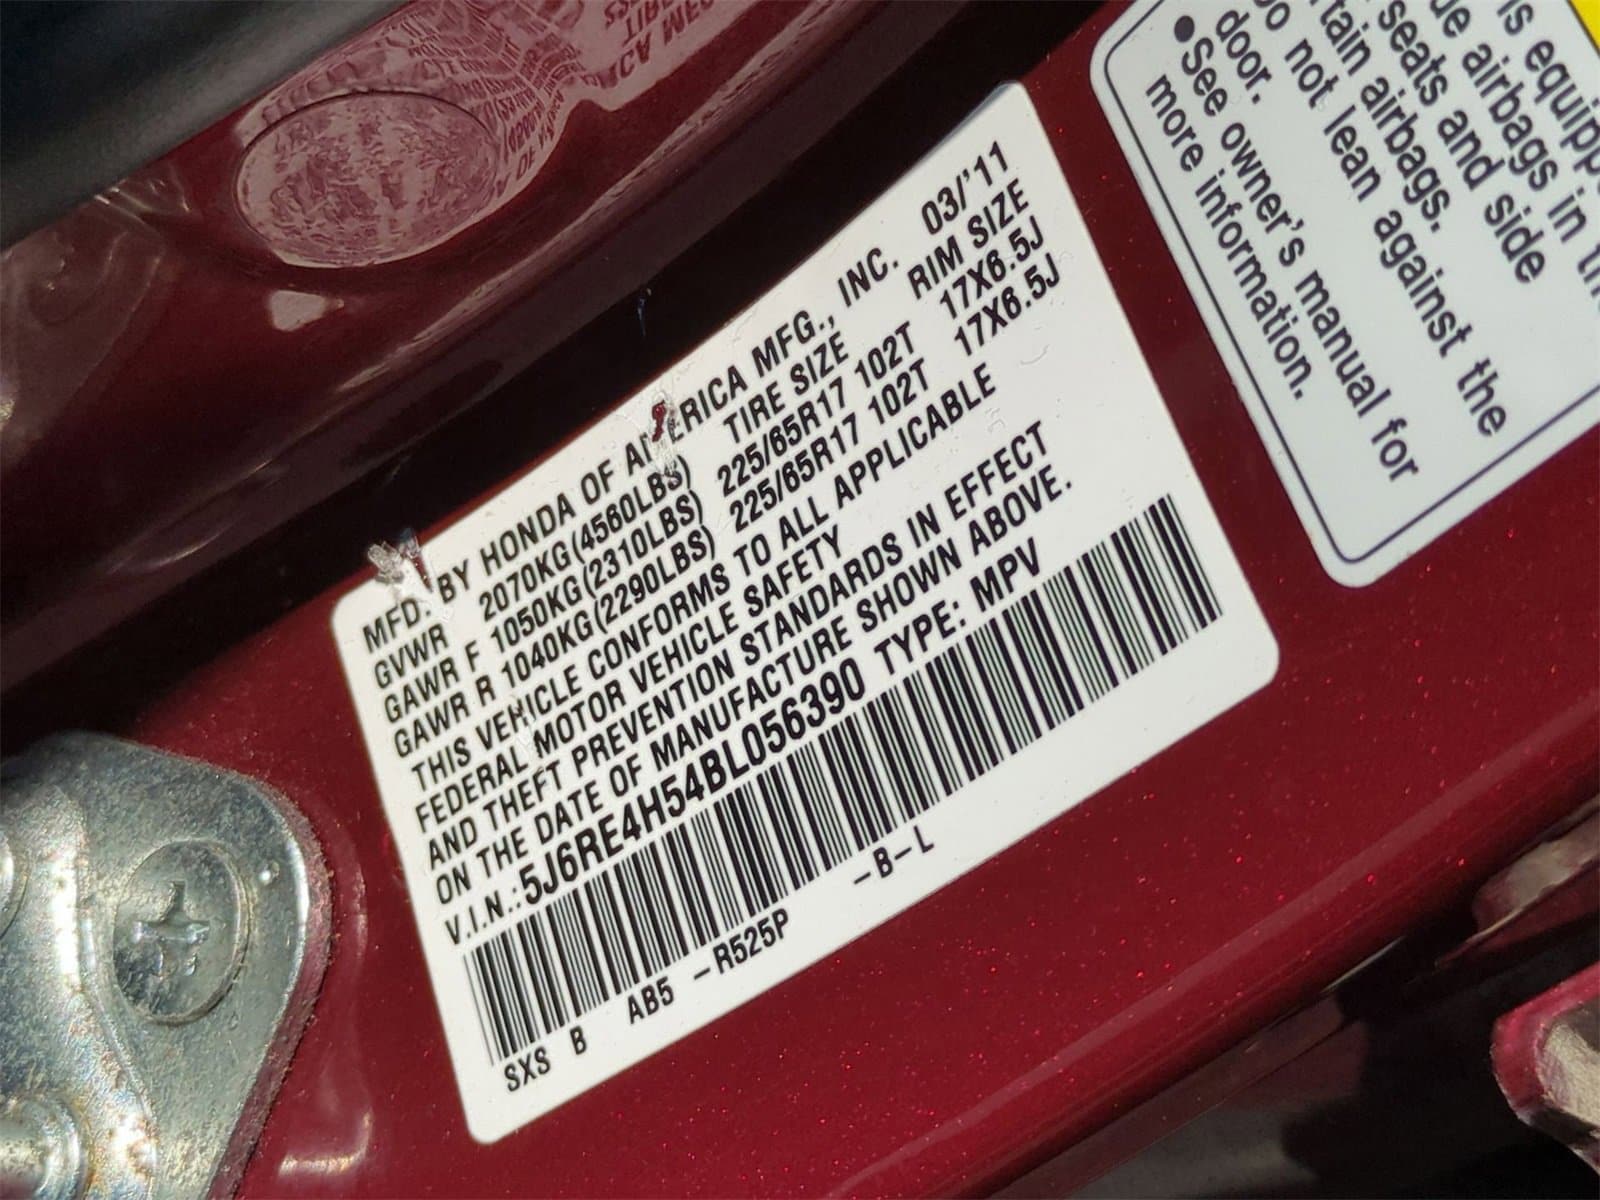 MFD. BY HONDA OF AMERICA MFG., INC. 03/'11
GVWR 2070KG(4560LBS) TIRE SIZE RIM SIZE
GAWR F 1050KG(2310LBS) 225/65R17 102T 17X6.5J
GAWR R 1040KG(2290LBS) 225/65R17 102T 17X6.5J
THIS VEHICLE CONFORMS TO ALL APPLICABLE
FEDERAL MOTOR VEHICLE SAFETY
AND THEFT PREVENTION STANDARDS IN EFFECT
ON THE DATE OF MANUFACTURE SHOWN ABOVE.
V.I.N.: 5J6RE4H54BL056390 TYPE: MPV
SXS B AB5 -R525P -B-L
is equipp
airbags in
seats and side
airbags.
Do not lean against the
door.
●See owner's manual for
more information.